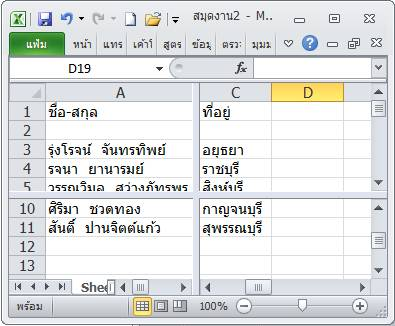 สมุดงาน2 - M..
แฟ้ม หน้า แทร เค้าโ สูตร ข้อมู ตรว: มุมม
D19 fx
A C D
1 ชื่อ-สกุล ที่อยู่
2
3 รุ่งโรจน์ จันทรทิพย์ อยุธยา
4 รจนา ยานารมย์ ราชบุรี
5 วรรณวิมล สว่างภัทรพร สิงห์บุรี
10 ศิริมา ชวดทอง กาญจนบุรี
11 สันติ์ ปานจิตต์แก้ว สุพรรณบุรี
12
13
Shee
พร้อม 100%